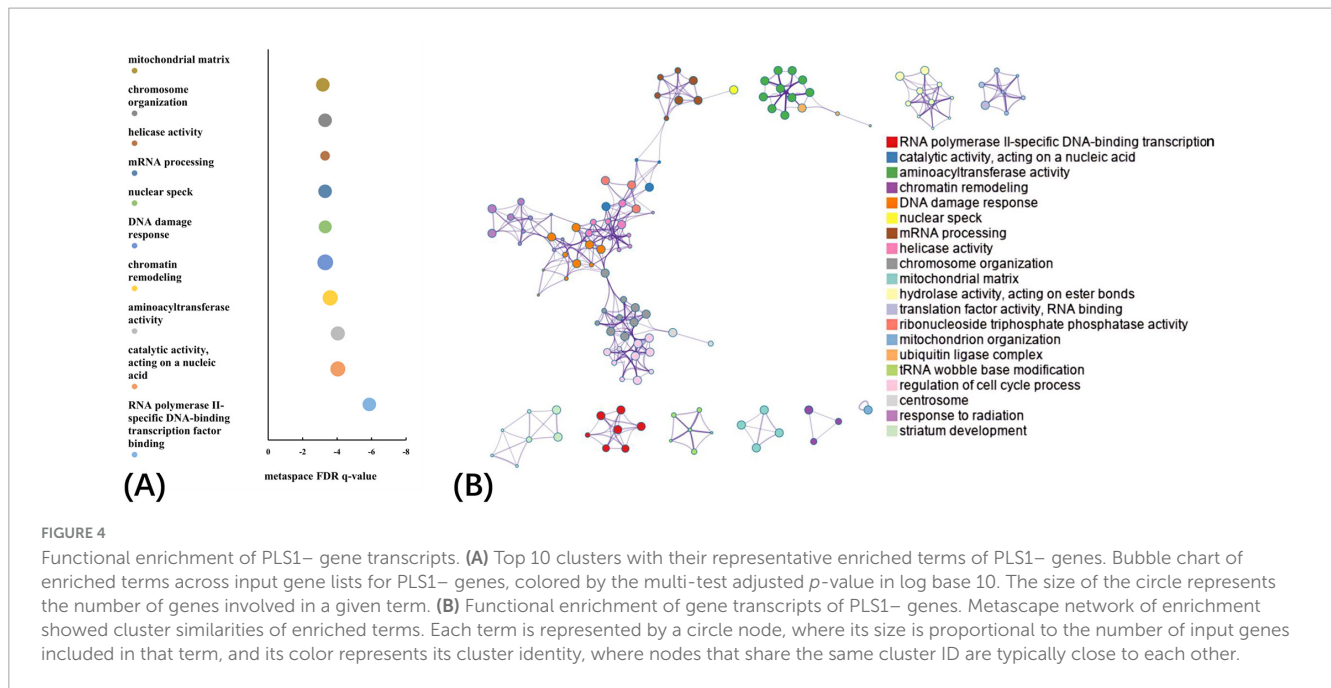 mitochondrial matrix
chromosome
organization
helicase activity
mRNA processing
nuclear speck
DNA damage
response
chromatin
remodeling
aminoacyltransferase
activity
catalytic activity,
acting on a nucleic
acid
RNA polymerase II-
specific DNA-binding
transcription factor
binding
0 -2 -4 -6 -8
metaspace FDR q-value
(A)
RNA polymerase II-specific DNA-binding transcription
catalytic activity, acting on a nucleic acid
aminoacyltransferase activity
chromatin remodeling
DNA damage response
nuclear speck
mRNA processing
helicase activity
chromosome organization
mitochondrial matrix
hydrolase activity, acting on ester bonds
translation factor activity, RNA binding
ribonucleoside triphosphate phosphatase activity
mitochondrion organization
ubiquitin ligase complex
tRNA wobble base modification
regulation of cell cycle process
centrosome
response to radiation
striatum development
(B)
FIGURE 4
Functional enrichment of PLS1− gene transcripts. (A) Top 10 clusters with their representative enriched terms of PLS1− genes. Bubble chart of
enriched terms across input gene lists for PLS1− genes, colored by the multi-test adjusted p-value in log base 10. The size of the circle represents
the number of genes involved in a given term. (B) Functional enrichment of gene transcripts of PLS1− genes. Metascape network of enrichment
showed cluster similarities of enriched terms. Each term is represented by a circle node, where its size is proportional to the number of input genes
included in that term, and its color represents its cluster identity, where nodes that share the same cluster ID are typically close to each other.